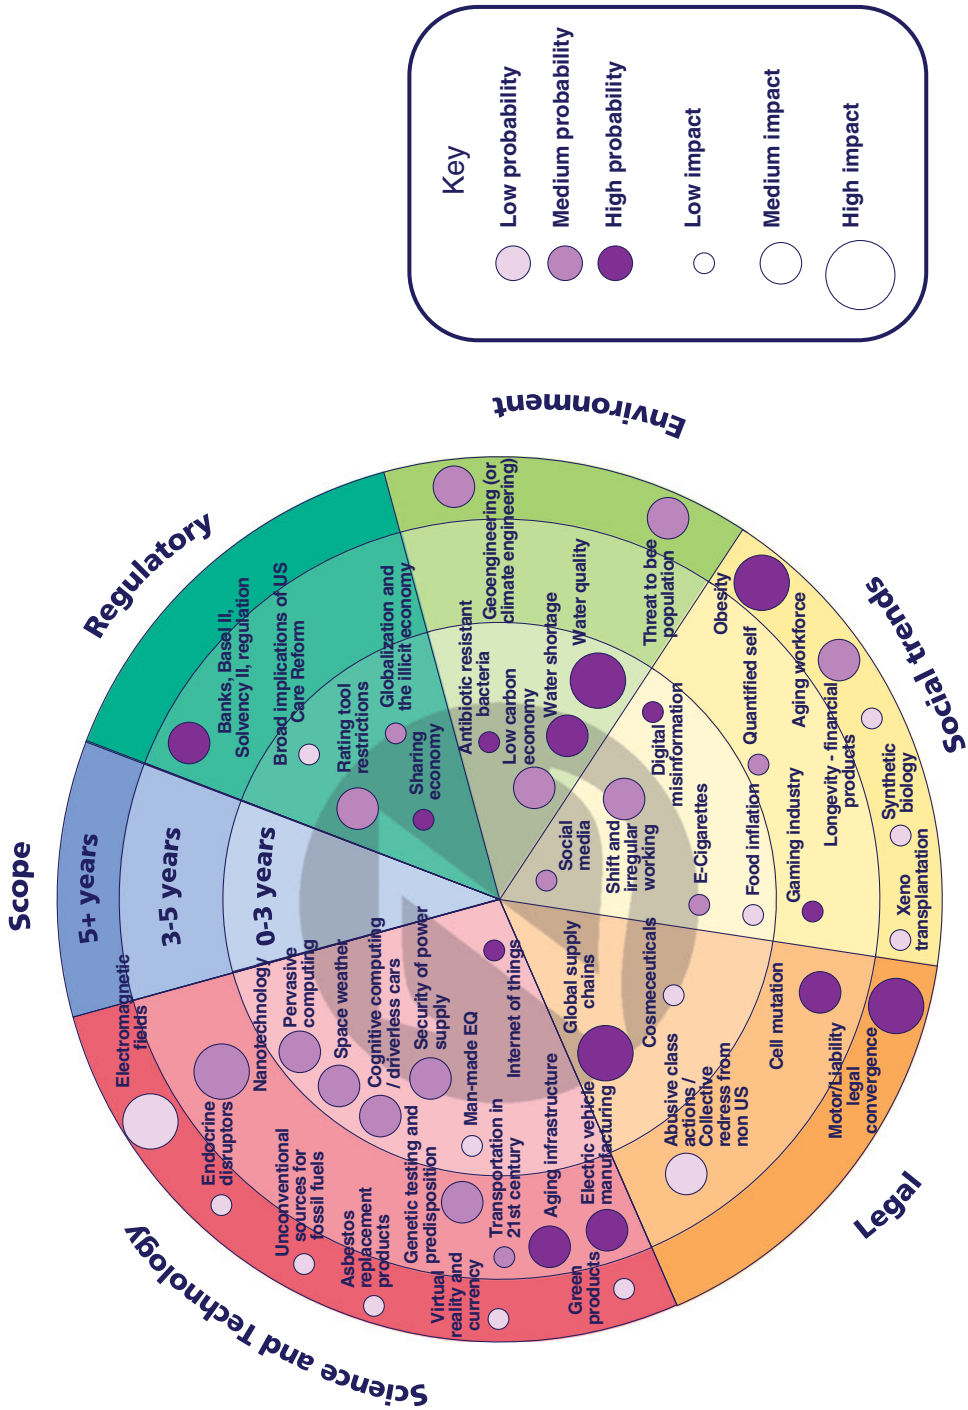 Scope
5+ years
3-5 years
0-3 years
Regulatory
Banks, Basel II,
Solvency II, regulation
Broad implications of US
Care Reform
Rating tool
restrictions
Globalization and
the illicit economy
Sharing
economy
Environment
Geoengineering (or
climate engineering)
Antibiotic resistant
bacteria
Low carbon
economy
Water shortage
Water quality
Threat to bee
population
Social trends
Obesity
Aging workforce
Quantified self
Digital
misinformation
Longevity - financial
products
Synthetic
biology
Xeno
transplantation
Gaming industry
Food inflation
E-Cigarettes
Shift and
irregular
working
Social
media
Legal
Global supply
chains
Cosmeceuticals
Cell mutation
Abusive class
actions /
Collective
redress from
non US
Motor/Liability
legal
convergence
Science and Technology
Electromagnetic
fields
Nanotechnology
Pervasive
computing
Space weather
Cognitive computing
/ driverless cars
Security of power
supply
Internet of things
Man-made EQ
Endocrine
disruptors
Unconventional
sources for
fossil fuels
Asbestos
replacement
products
Genetic testing and
predisposition
Virtual
reality and
currency
Transportation in
21st century
Aging infrastructure
Electric vehicle
manufacturing
Green
products
Key
Low probability
Medium probability
High probability
Low impact
Medium impact
High impact